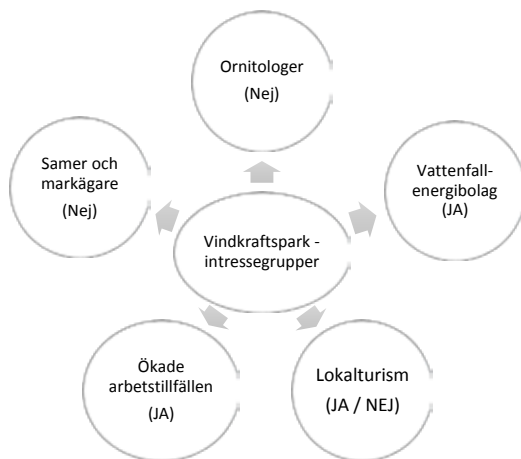 Ornitologer
(Nej)
Samer och
markägare
(Nej)
Vattenfall-
energibolag
(JA)
Vindkraftspark -
intressegrupper
Ökade
arbetstillfällen
(JA)
Lokalturism
(JA / NEJ)